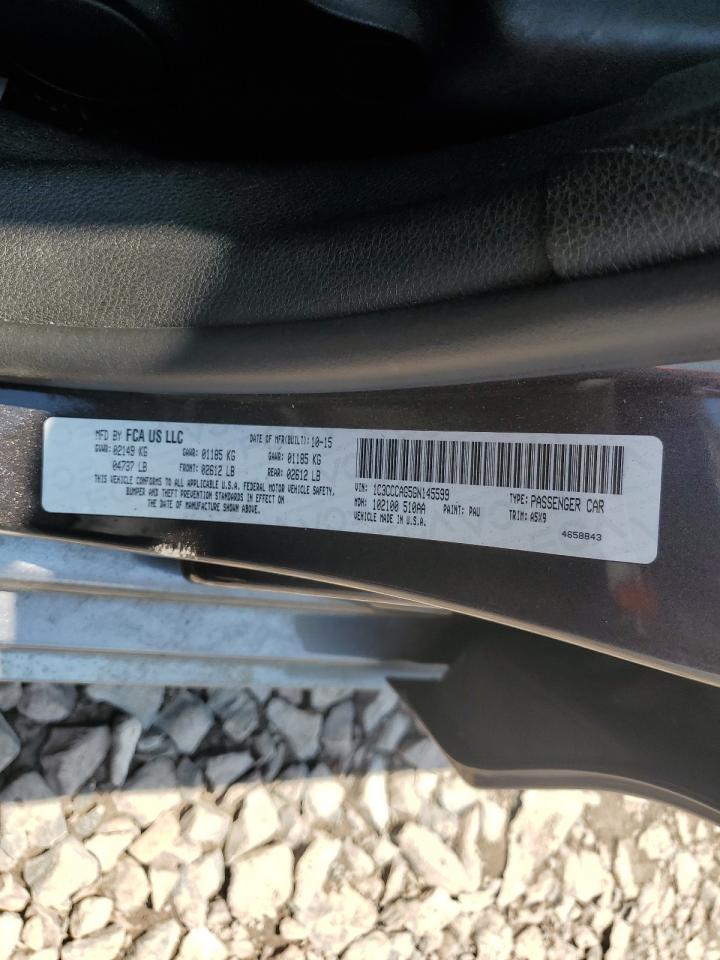 MFD BY FCA US LLC DATE OF MFR(BUILT): 10-15
GVWR: 02149 KG GAWR: 01185 KG GAWR: 01185 KG
04737 LB FRONT: 02612 LB REAR: 02612 LB
THIS VEHICLE CONFORMS TO ALL APPLICABLE U.S.A. FEDERAL MOTOR VEHICLE SAFETY,
BUMPER, AND THEFT PREVENTION STANDARDS IN EFFECT ON
THE DATE OF MANUFACTURE SHOWN ABOVE.
VIN: 1C3CCCAG5GN145599 TYPE: PASSENGER CAR
MDH: 102100 510AA PAINT: PAU TRIM: A5X9
VEHICLE MADE IN U.S.A.
4658843